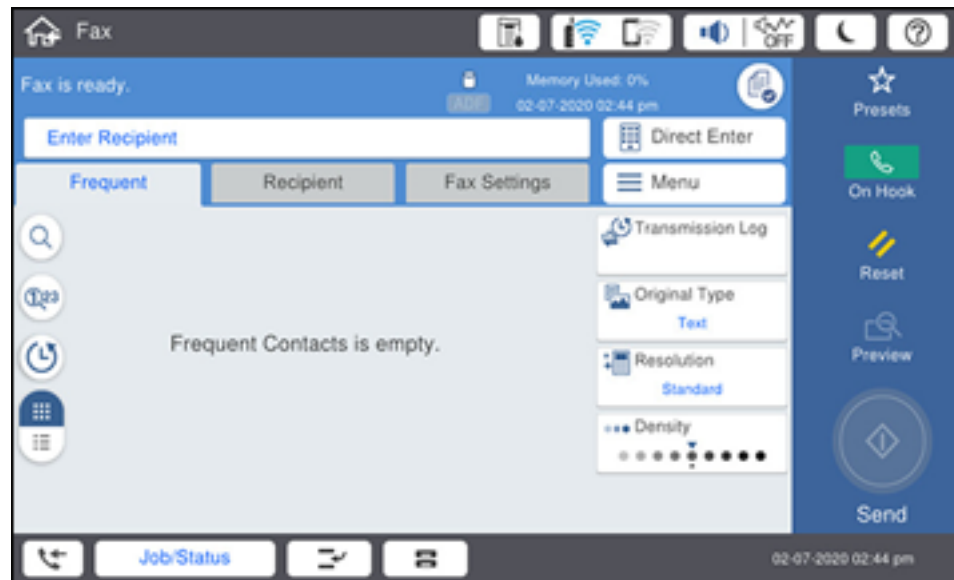 Fax
OFF
Fax is ready.
ADF
Memory Used: 0%
02-07-2020 02:44 pm
Presets
Enter Recipient
Direct Enter
On Hook
Frequent
Recipient
Fax Settings
Menu
Transmission Log
Reset
123
Original Type
Text
Frequent Contacts is empty.
Preview
Resolution
Standard
Density
Send
Job/Status
02-07-2020 02:44 pm